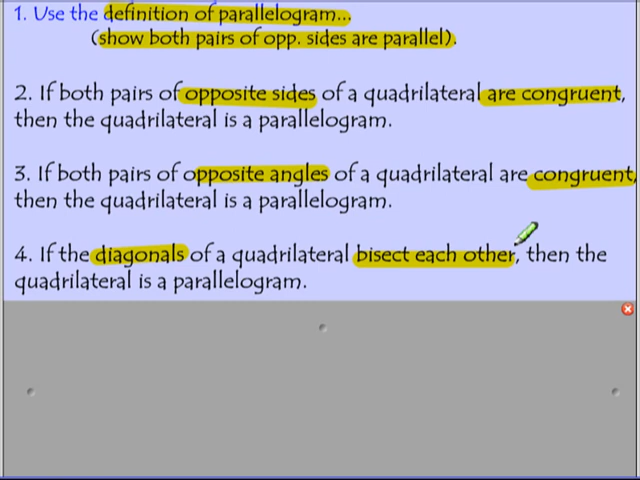 1. Use the definition of parallelogram...
(show both pairs of opp. sides are parallel).
2. If both pairs of opposite sides of a quadrilateral are congruent,
then the quadrilateral is a parallelogram.
3. If both pairs of opposite angles of a quadrilateral are congruent,
then the quadrilateral is a parallelogram.
4. If the diagonals of a quadrilateral bisect each other, then the
quadrilateral is a parallelogram.